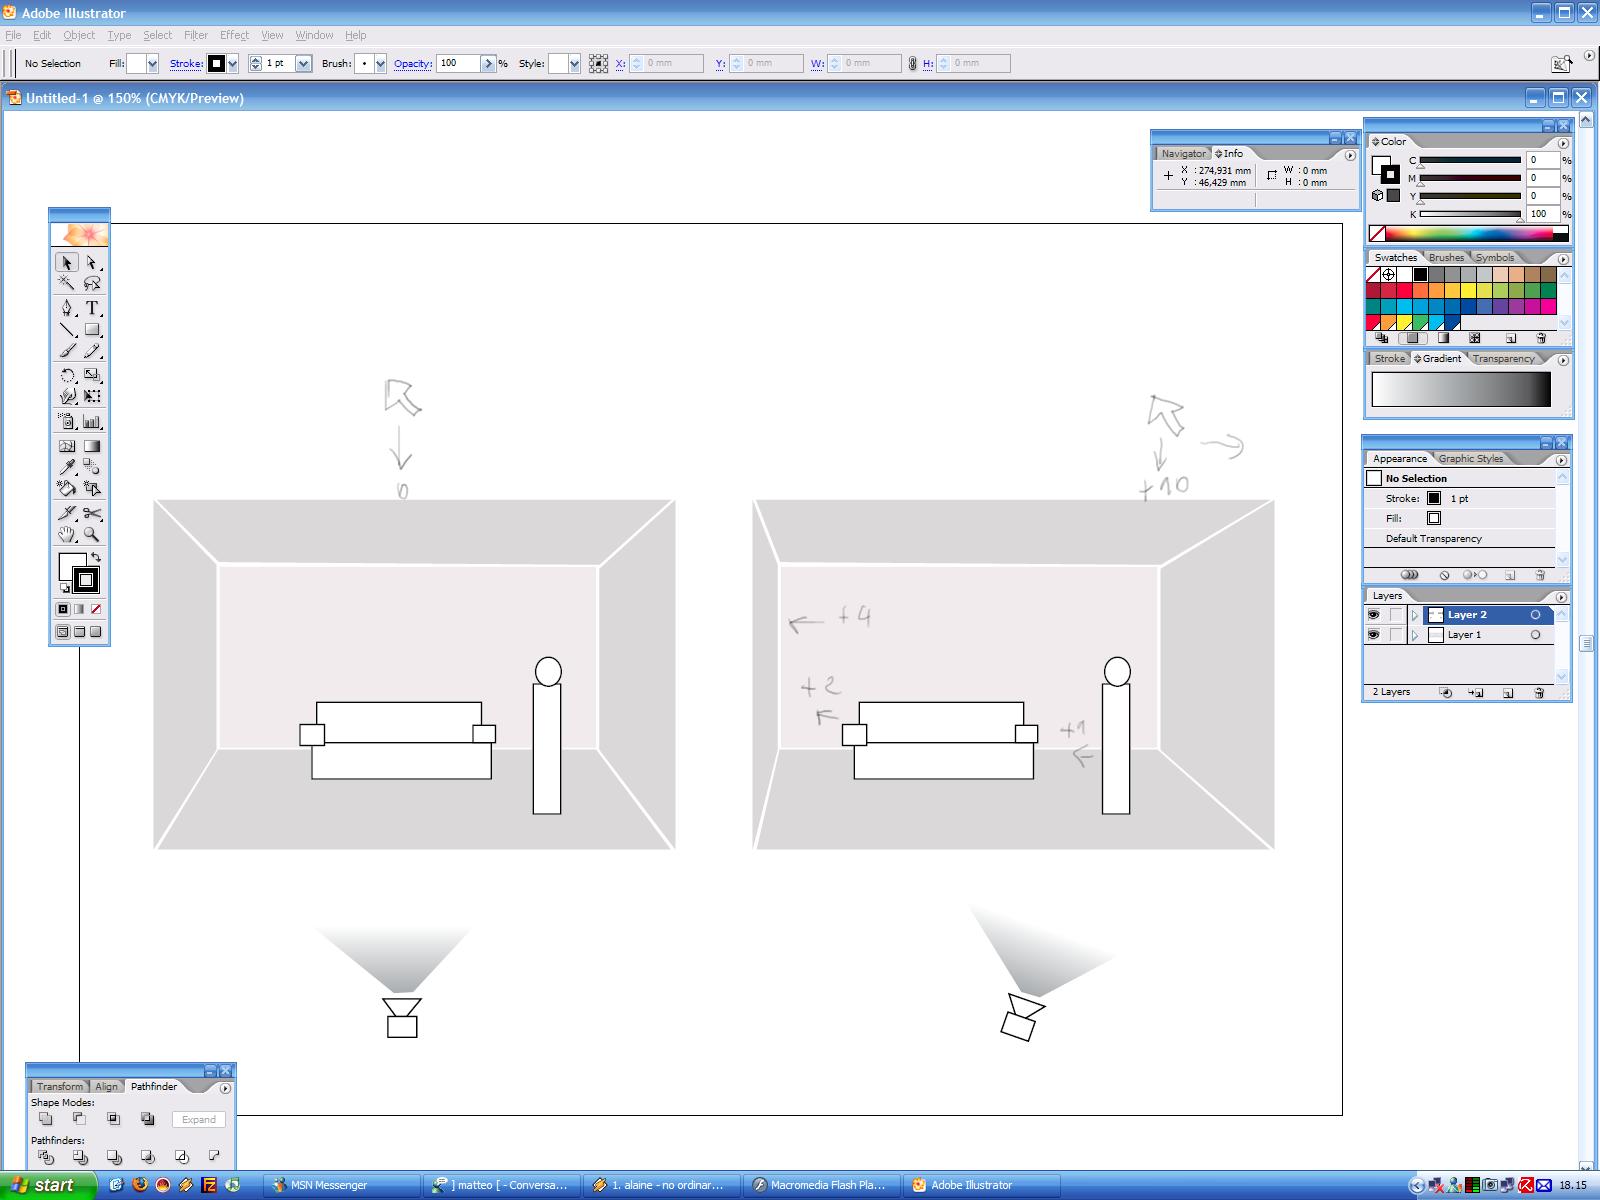 Adobe Illustrator
File Edit Object Type Select Filter Effect View Window Help
No Selection Fill: Stroke: 1 pt Brush: Opacity: 100 % Style: X: 0 mm Y: 0 mm W: 0 mm H: 0 mm
Untitled-1 @ 150% (CMYK/Preview)
Navigator Info
X : 274,931 mm W : 0 mm
Y : 46,429 mm H : 0 mm
Color
C 0 %
M 0 %
Y 0 %
K 100 %
Swatches Brushes Symbols
Stroke Gradient Transparency
Appearance Graphic Styles
No Selection
Stroke: 1 pt
Fill:
Default Transparency
Layers
Layer 2
Layer 1
2 Layers
T
0
+10
+4
+2
+1
Transform Align Pathfinder
Shape Modes:
Expand
Pathfinders:
start MSN Messenger ] matteo [ - Conversa... 1. alaine - no ordinar... Macromedia Flash Pla... Adobe Illustrator 18.15